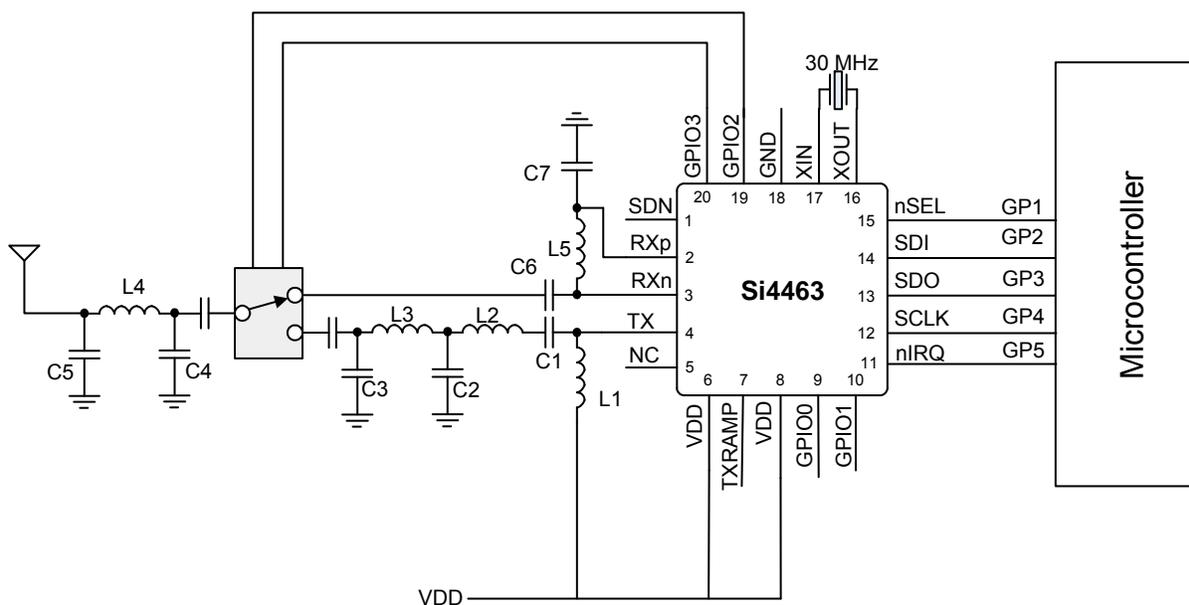 30 MHz
GPIO3
GPIO2
GND
XIN
XOUT
20
19
18
17
16
C7
SDN
1
RXp
2
L5
C6
RXn
3
TX
4
NC
5
L4
L3
L2
C1
C5
C4
C3
C2
L1
Si4463
15
nSEL
GP1
14
SDI
GP2
13
SDO
GP3
12
SCLK
GP4
11
nIRQ
GP5
Microcontroller
6
7
8
9
10
VDD
TXRAMP
VDD
GPIO0
GPIO1
VDD